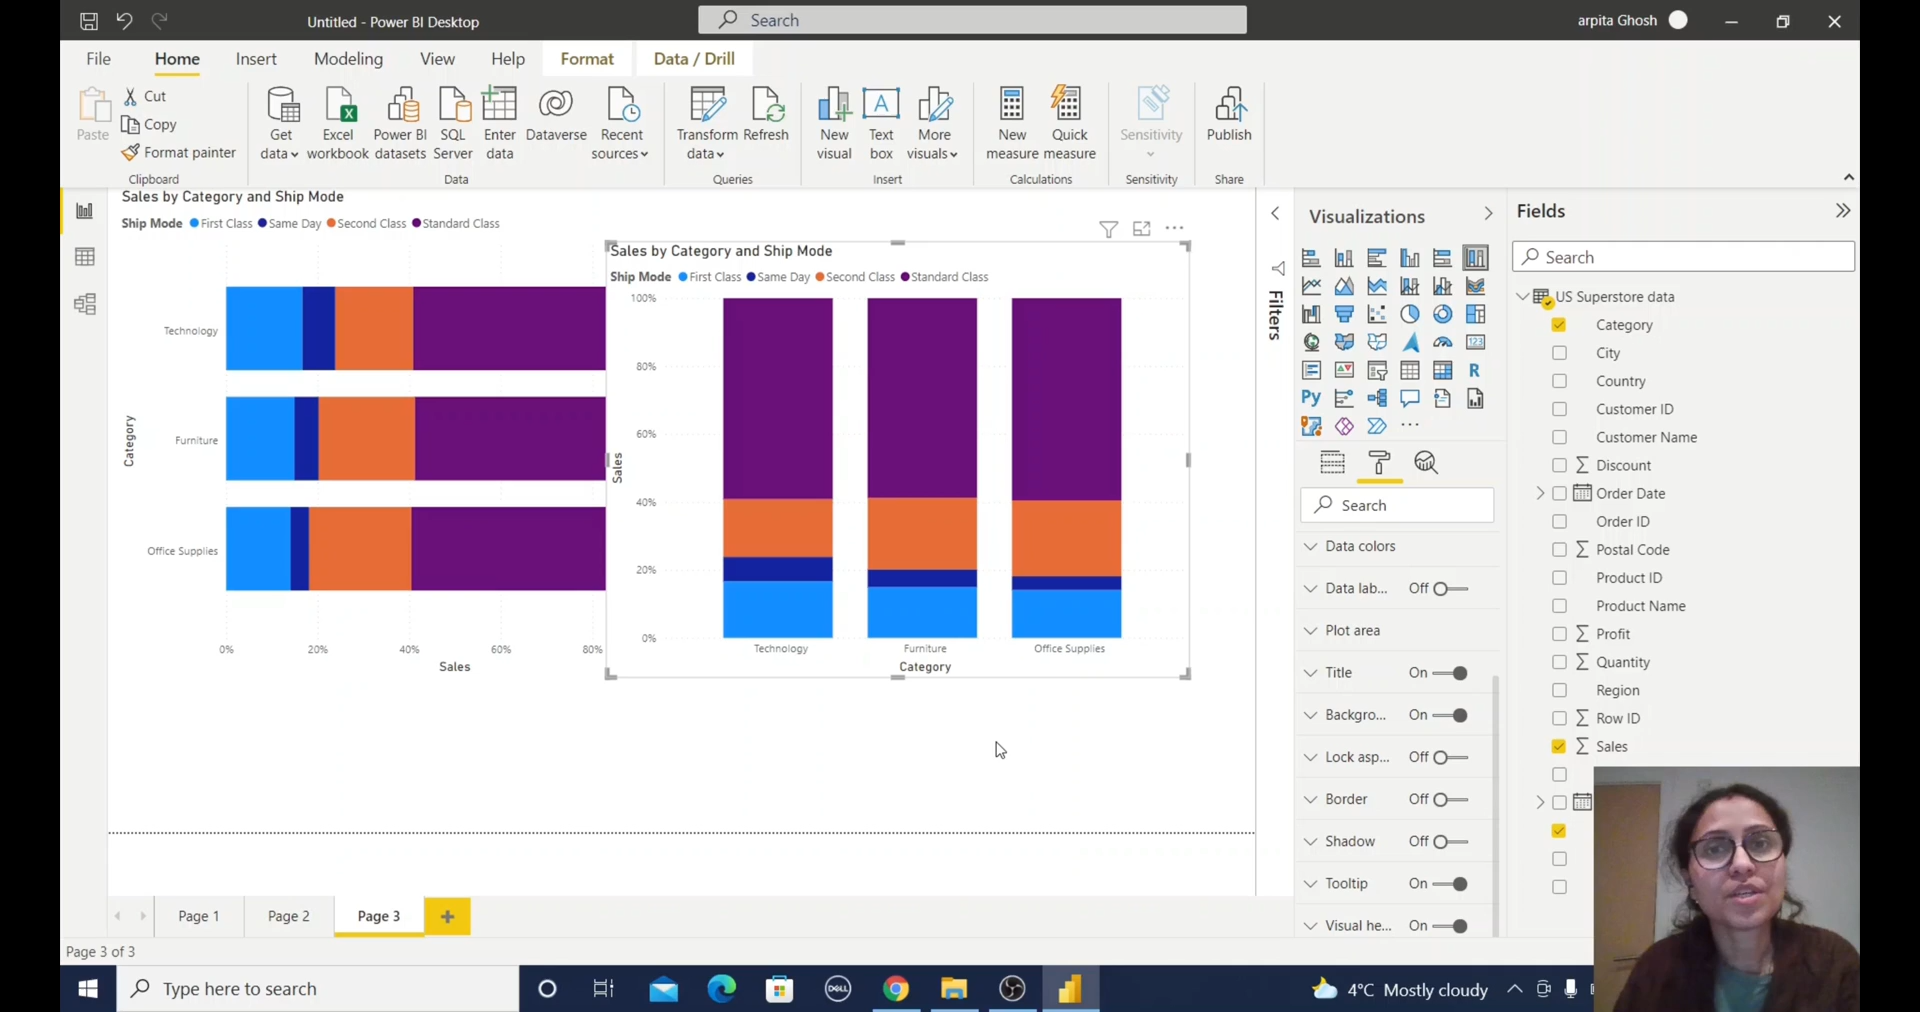 Untitled - Power BI Desktop
Search
arpita Ghosh
File
Home
Insert
Modeling
View
Help
Format
Data / Drill
Paste
Cut
Copy
Format painter
Clipboard
Get data
Excel workbook
Power BI datasets
SQL Server
Enter data
Dataverse
Recent sources
Data
Transform data
Refresh
Queries
New visual
Text box
More visuals
Insert
New measure
Quick measure
Calculations
Sensitivity
Sensitivity
Publish
Share
Sales by Category and Ship Mode
Ship Mode First Class Same Day Second Class Standard Class
Category
Technology
Furniture
Office Supplies
0% 20% 40% 60% 80%
Sales
Sales by Category and Ship Mode
Ship Mode First Class Same Day Second Class Standard Class
100%
80%
60%
40%
20%
0%
Sales
Technology Furniture Office Supplies
Category
Filters
Visualizations
123
R
Py
Search
Data colors
Data lab... Off
Plot area
Title On
Backgro... On
Lock asp... Off
Border Off
Shadow Off
Tooltip On
Visual he... On
Fields
Search
US Superstore data
Category
City
Country
Customer ID
Customer Name
Discount
Order Date
Order ID
Postal Code
Product ID
Product Name
Profit
Quantity
Region
Row ID
Sales
Page 1
Page 2
Page 3
Page 3 of 3
Type here to search
DELL
4°C Mostly cloudy